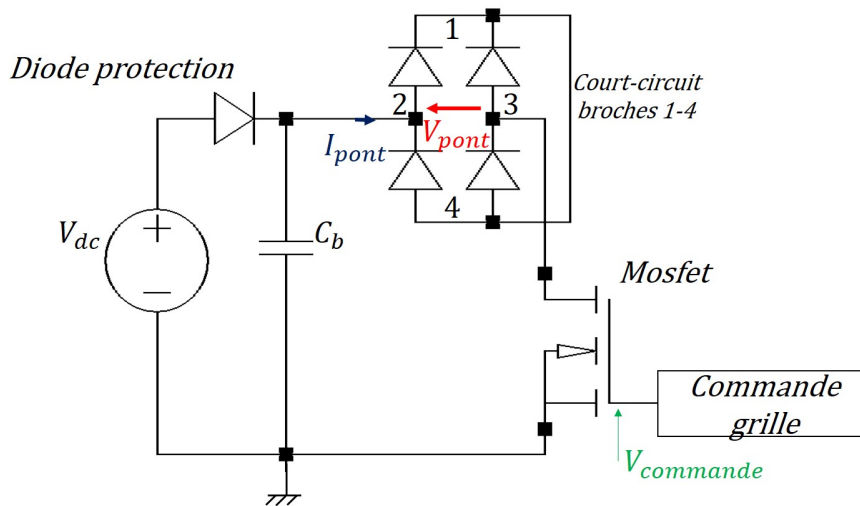 Diode protection
1
Court-circuit
broches 1-4
2
3
I_pont
V_pont
4
V_dc
+
−
C_b
Mosfet
Commande
grille
V_commande